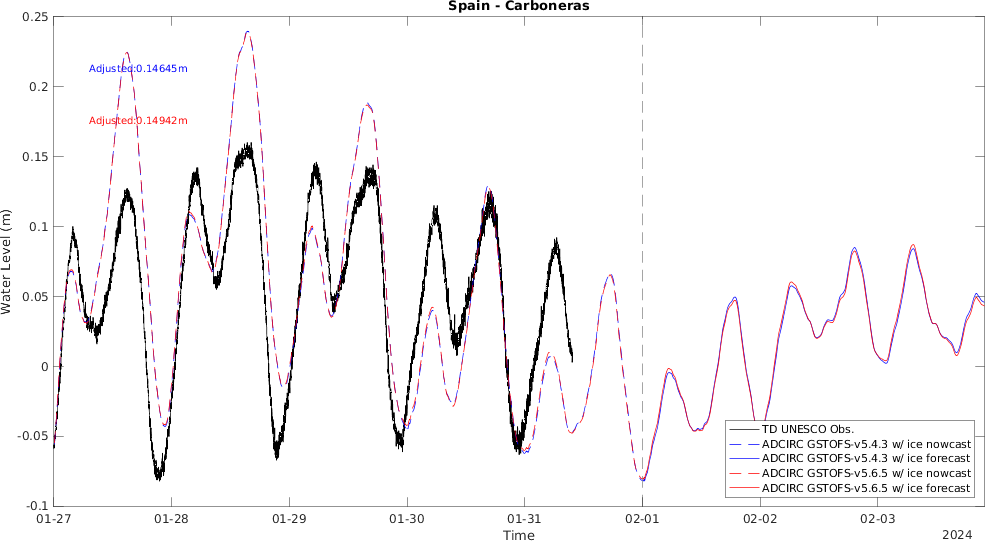 Spain - Carboneras
0.25
0.2
0.15
0.1
0.05
0
-0.05
-0.1
Water Level (m)
Adjusted:0.14645m
Adjusted:0.14942m
TD UNESCO Obs.
ADCIRC GSTOFS-v5.4.3 w/ ice nowcast
ADCIRC GSTOFS-v5.4.3 w/ ice forecast
ADCIRC GSTOFS-v5.6.5 w/ ice nowcast
ADCIRC GSTOFS-v5.6.5 w/ ice forecast
01-27 01-28 01-29 01-30 01-31 02-01 02-02 02-03
Time
2024